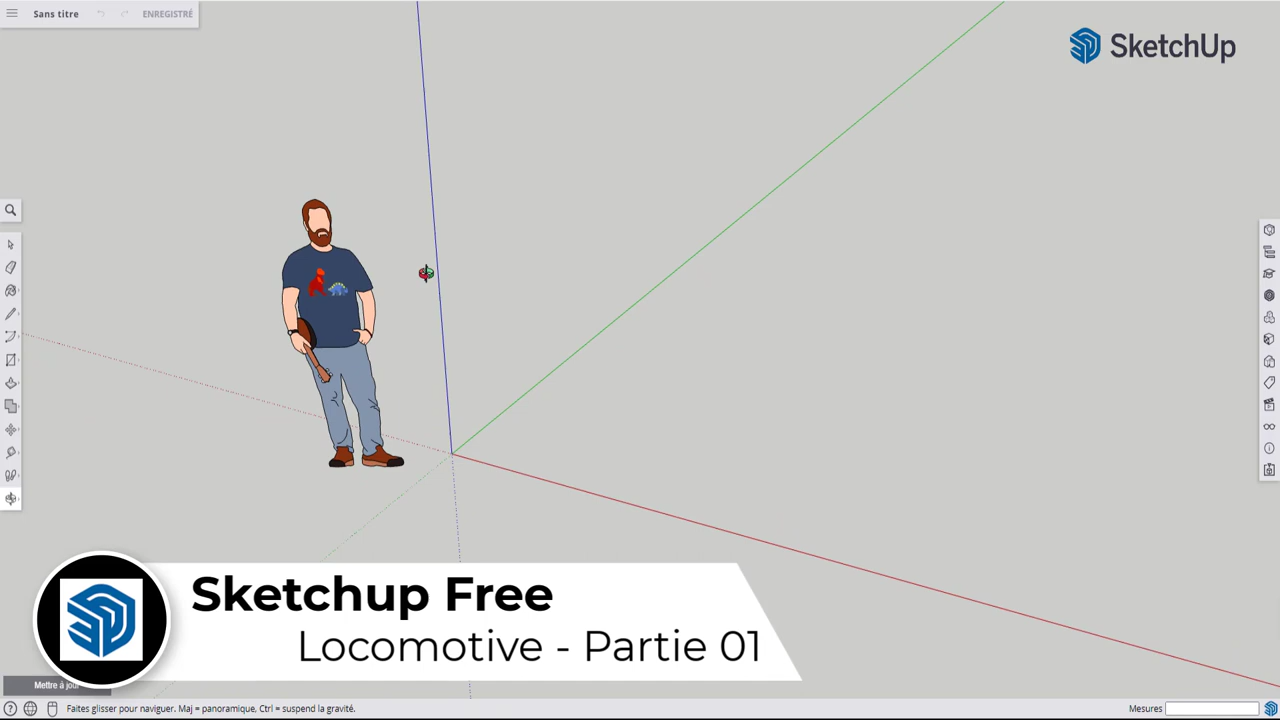 Sans titre
ENREGISTRÉ
SketchUp
Sketchup Free
Locomotive - Partie 01
Mettre à jour
Faites glisser pour naviguer. Maj = panoramique, Ctrl = suspend la gravité.
Mesures